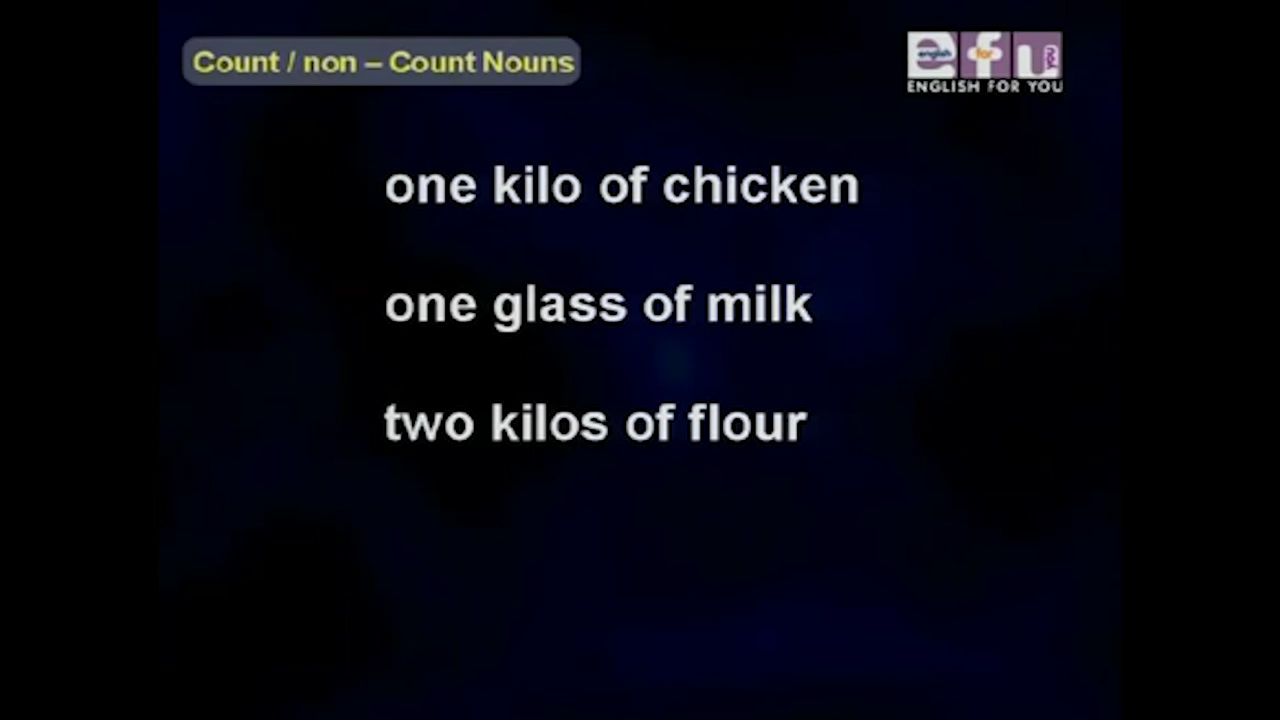 Count / non – Count Nouns
english for you
ENGLISH FOR YOU
one kilo of chicken
one glass of milk
two kilos of flour